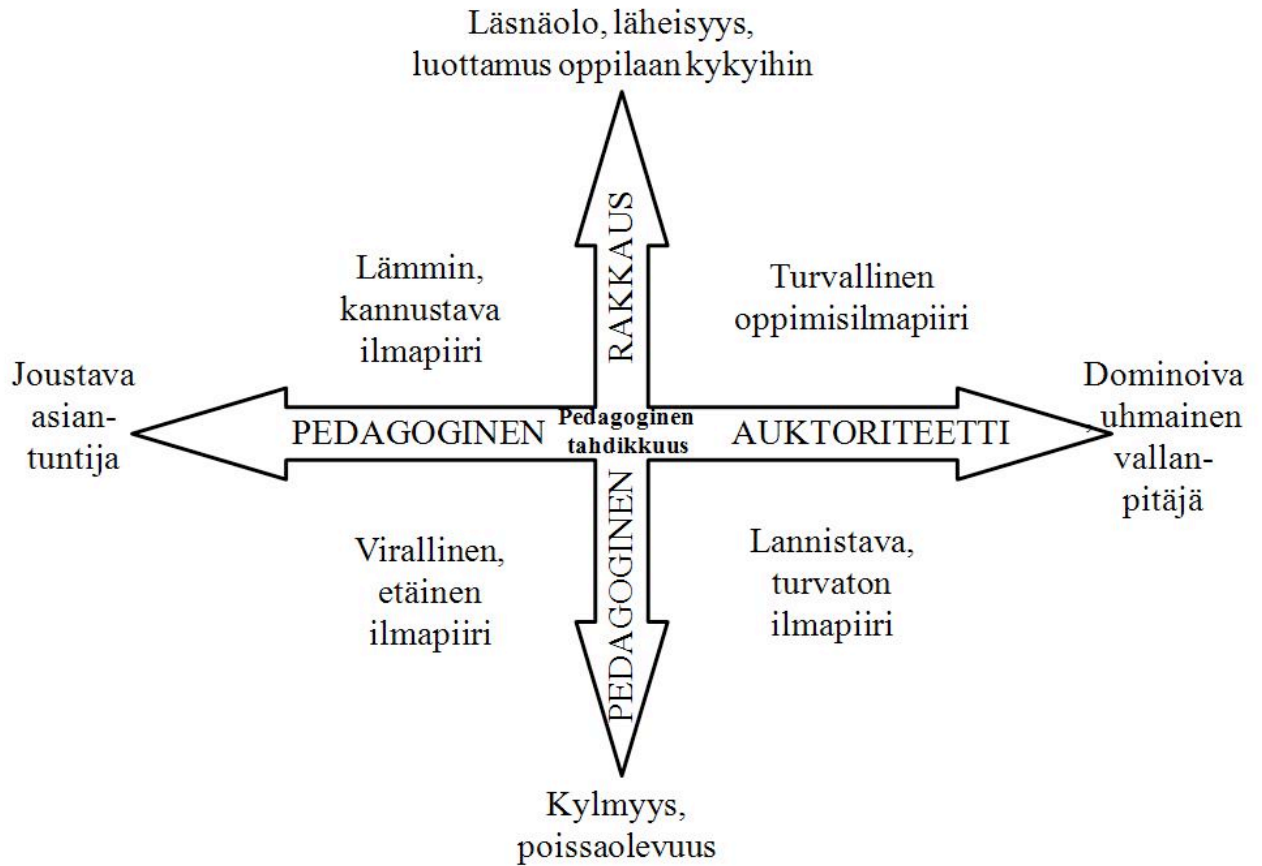 Läsnäolo, läheisyys,
luottamus oppilaan kykyihin
RAKKAUS
Lämmin,
kannustava
ilmapiiri
Turvallinen
oppimisilmapiiri
Joustava
asian-
tuntija
PEDAGOGINEN
Pedagoginen
tahdikkuus
AUKTORITEETTI
Dominoiva
, uhmainen
vallan-
pitäjä
PEDAGOGINEN
Virallinen,
etäinen
ilmapiiri
Lannistava,
turvaton
ilmapiiri
Kylmyys,
poissaolevuus